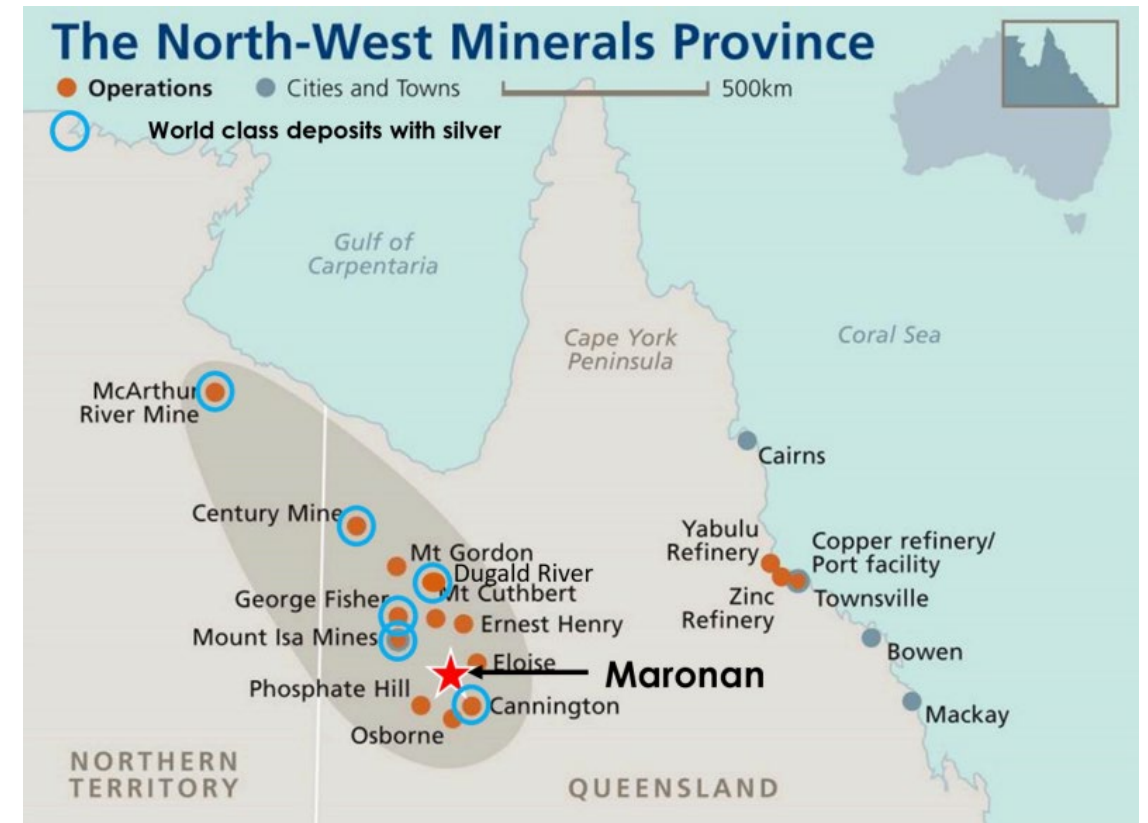 The North-West Minerals Province
Operations
Cities and Towns
500km
World class deposits with silver
Gulf of
Carpentaria
Cape York
Peninsula
Coral Sea
McArthur
River Mine
Cairns
Century Mine
Mt Gordon
Dugald River
Mt Cuthbert
Yabulu
Refinery
Copper refinery/
Port facility
George Fisher
Zinc
Refinery
Townsville
Mount Isa Mines
Ernest Henry
Bowen
Eloise
Maronan
Phosphate Hill
Cannington
Mackay
Osborne
NORTHERN
TERRITORY
QUEENSLAND